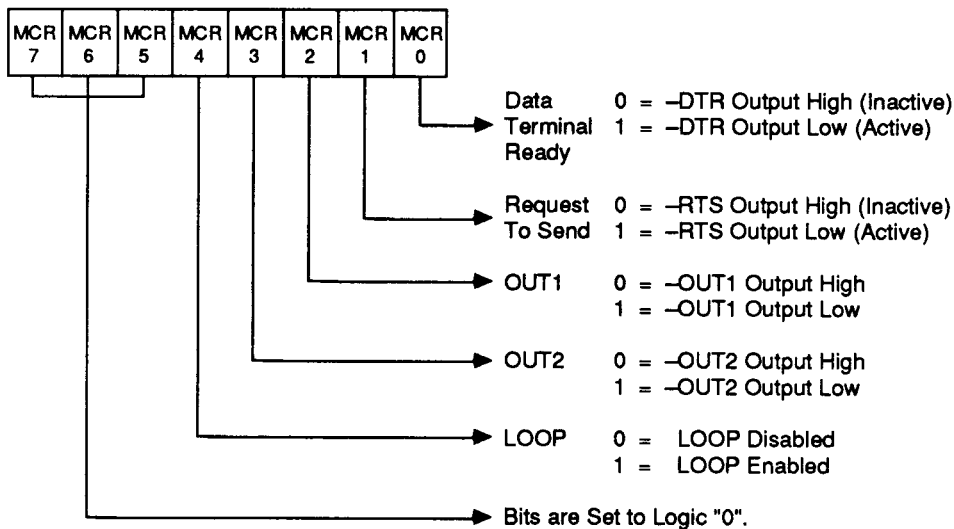 MCR 7 MCR 6 MCR 5 MCR 4 MCR 3 MCR 2 MCR 1 MCR 0
Data Terminal Ready
0 = –DTR Output High (Inactive)
1 = –DTR Output Low (Active)
Request To Send
0 = –RTS Output High (Inactive)
1 = –RTS Output Low (Active)
OUT1
0 = –OUT1 Output High
1 = –OUT1 Output Low
OUT2
0 = –OUT2 Output High
1 = –OUT2 Output Low
LOOP
0 = LOOP Disabled
1 = LOOP Enabled
Bits are Set to Logic "0".